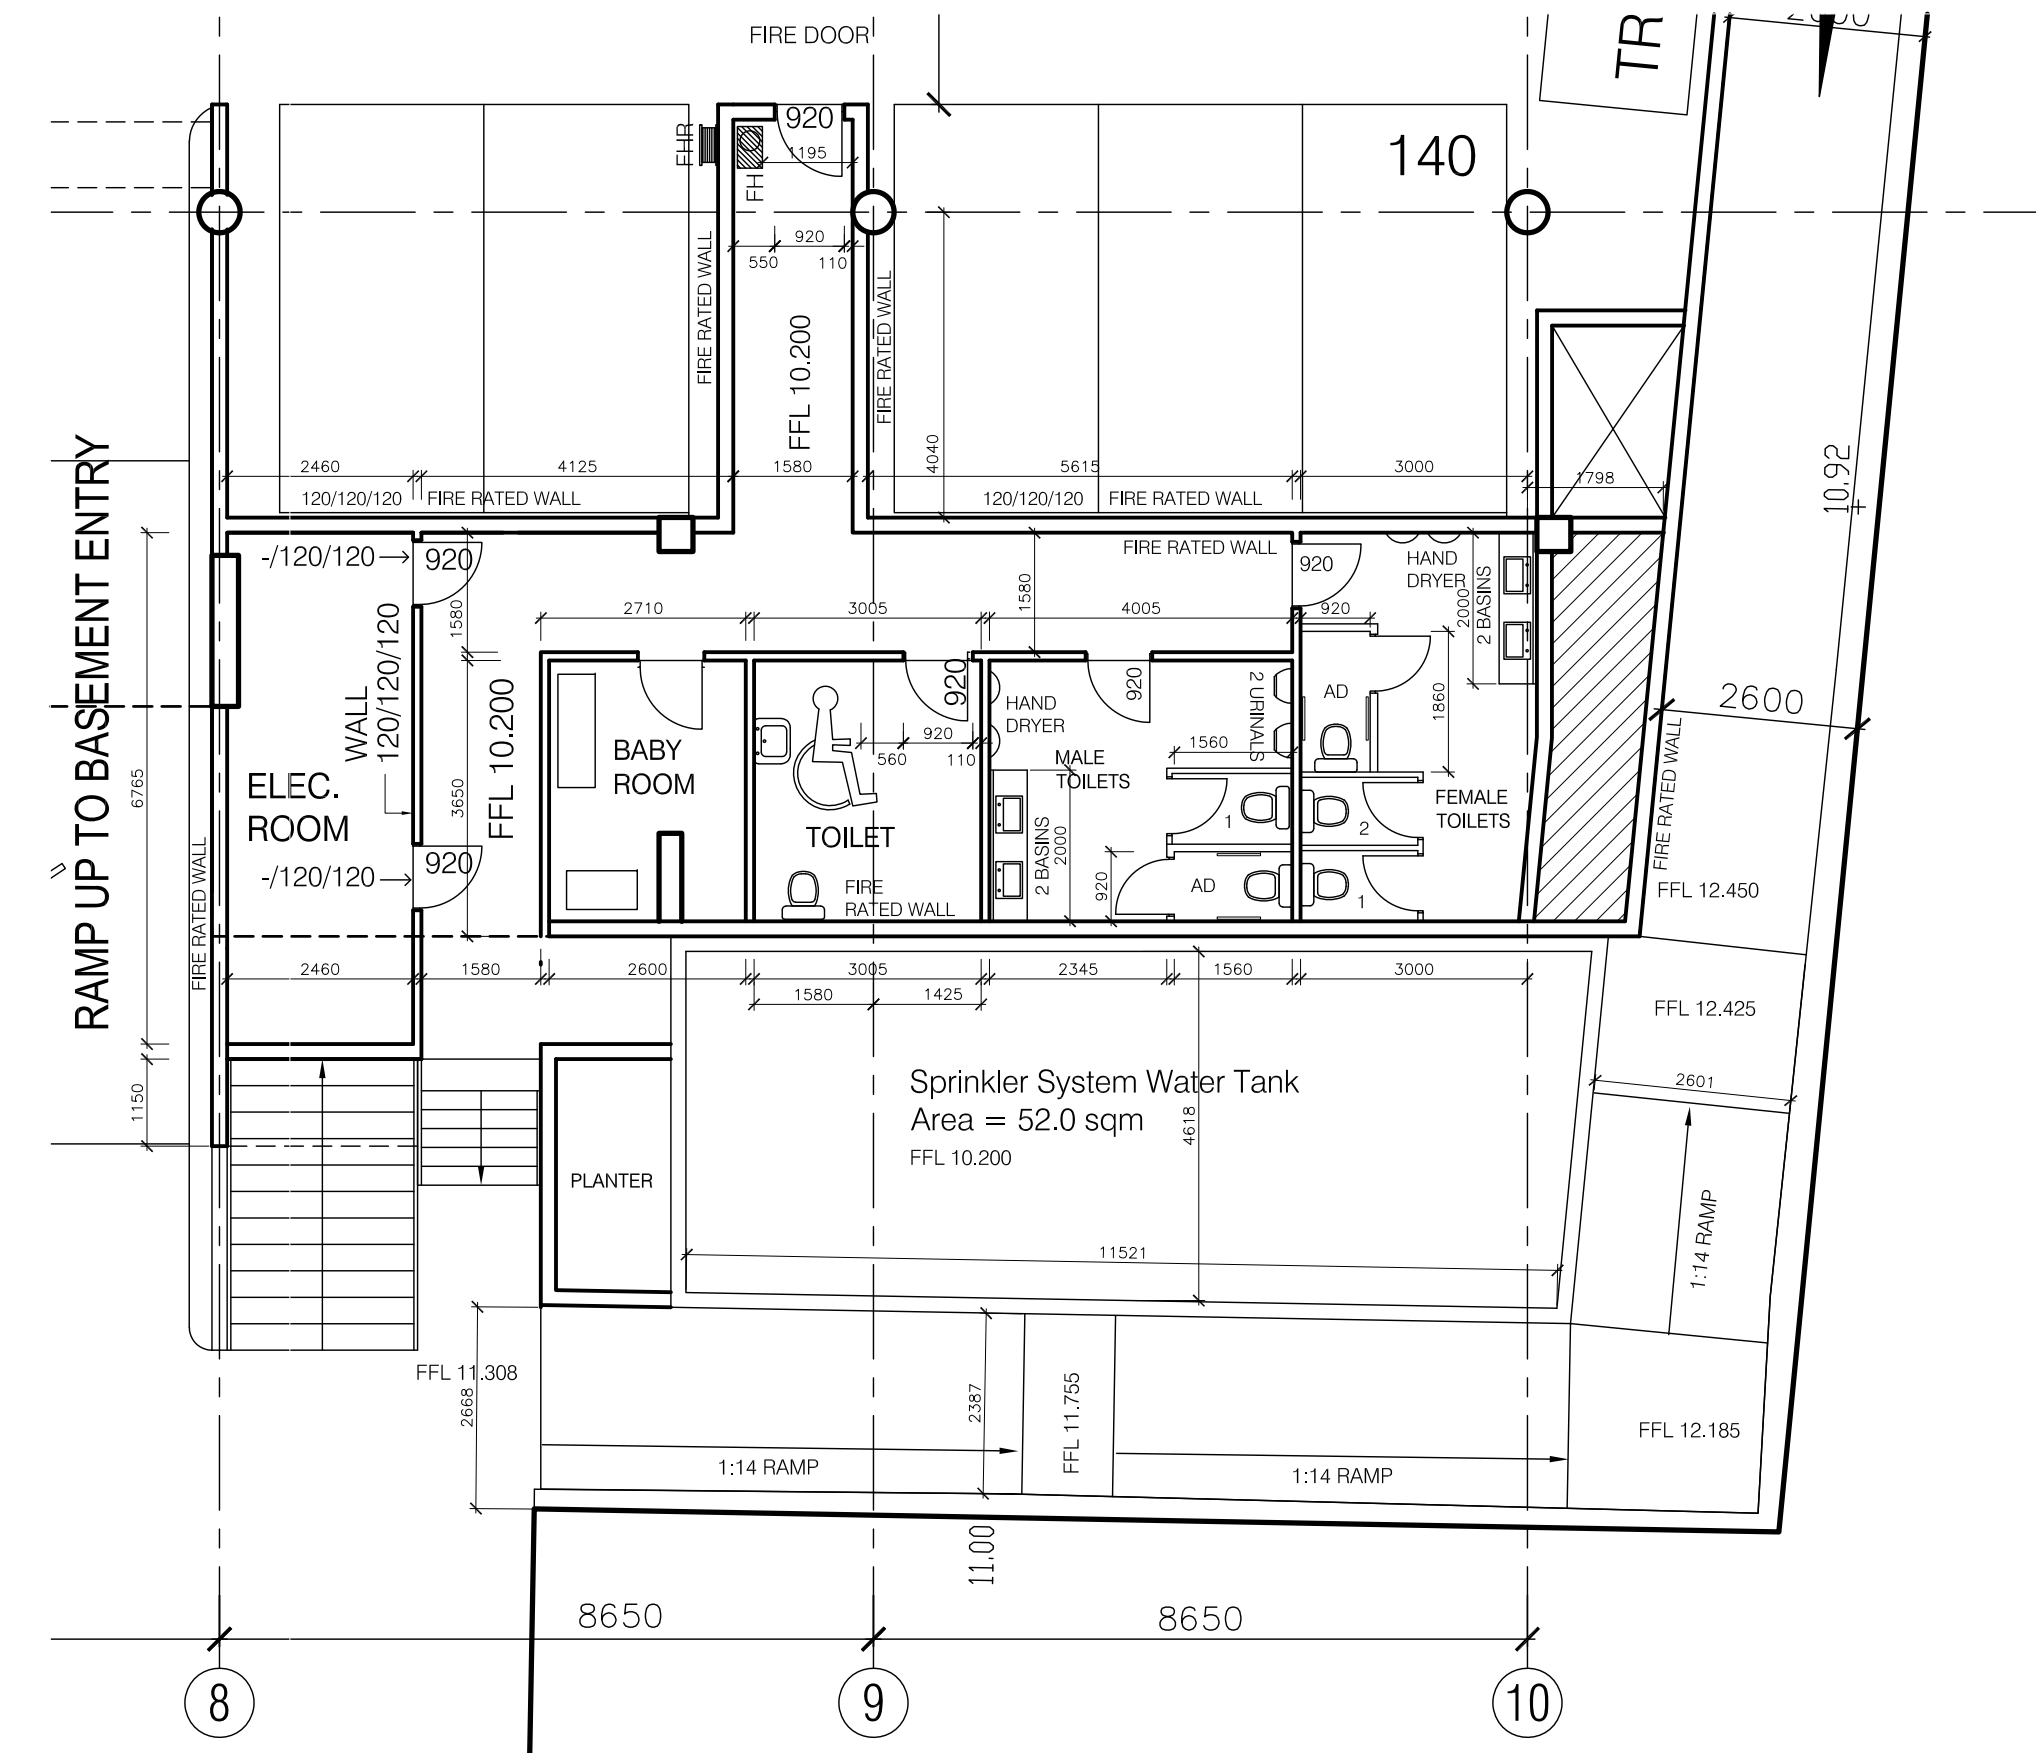 FIRE DOOR
TR
920
FHR
1195
FH
140
920
550
110
FIRE RATED WALL
FFL 10.200
FIRE RATED WALL
4040
10.92
2460
4125
1580
5615
3000
1798
120/120/120
FIRE RATED WALL
120/120/120
FIRE RATED WALL
RAMP UP TO BASEMENT ENTRY
-/120/120
920
1580
FIRE RATED WALL
920
HAND
DRYER
2000
2 BASINS
1580
2710
3005
4005
920
WALL
120/120/120
FFL 10.200
3650
6765
920
920
AD
1860
2600
HAND
DRYER
2 URINALS
BABY
ROOM
920
560
110
1560
MALE
TOILETS
FIRE RATED WALL
ELEC.
ROOM
TOILET
FEMALE
TOILETS
1
2
2 BASINS
2000
920
-/120/120
FIRE RATED WALL
FIRE
RATED WALL
AD
1
FFL 12.450
2460
1580
2600
3005
2345
1560
3000
1580
1425
FFL 12.425
1150
Sprinkler System Water Tank
Area = 52.0 sqm
FFL 10.200
4618
2601
PLANTER
11521
1:14 RAMP
FFL 11.308
2668
2387
FFL 11.755
FFL 12.185
1:14 RAMP
1:14 RAMP
11.00
8650
8650
8
9
10